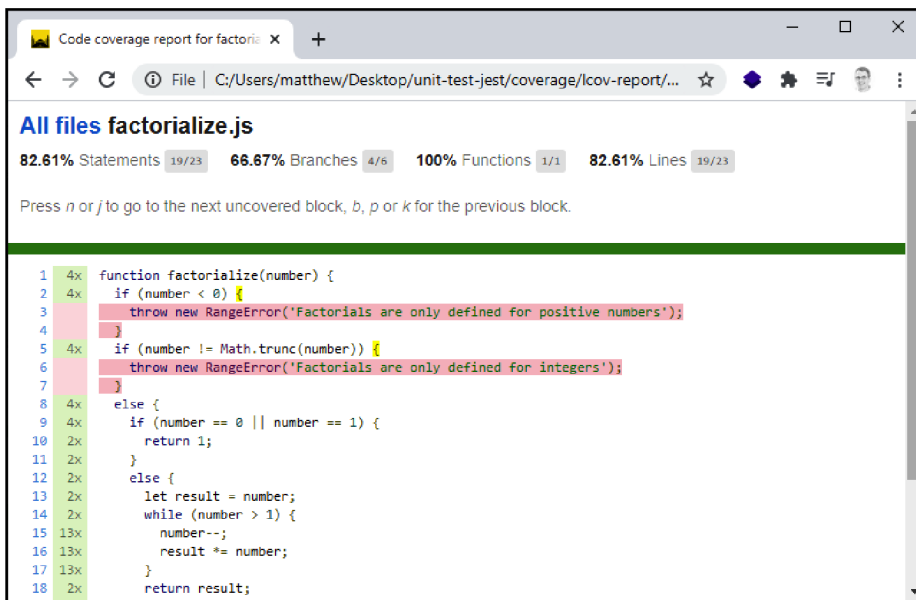 Code coverage report for factoria
File | C:/Users/matthew/Desktop/unit-test-jest/coverage/lcov-report/...
All files factorialize.js
82.61% Statements 19/23 66.67% Branches 4/6 100% Functions 1/1 82.61% Lines 19/23
Press n or j to go to the next uncovered block, b, p or k for the previous block.
1 4x function factorialize(number) {
2 4x if (number < 0) {
3 throw new RangeError('Factorials are only defined for positive numbers');
4 }
5 4x if (number != Math.trunc(number)) {
6 throw new RangeError('Factorials are only defined for integers');
7 }
8 4x else {
9 4x if (number == 0 || number == 1) {
10 2x return 1;
11 2x }
12 2x else {
13 2x let result = number;
14 2x while (number > 1) {
15 13x number--;
16 13x result *= number;
17 13x }
18 2x return result;